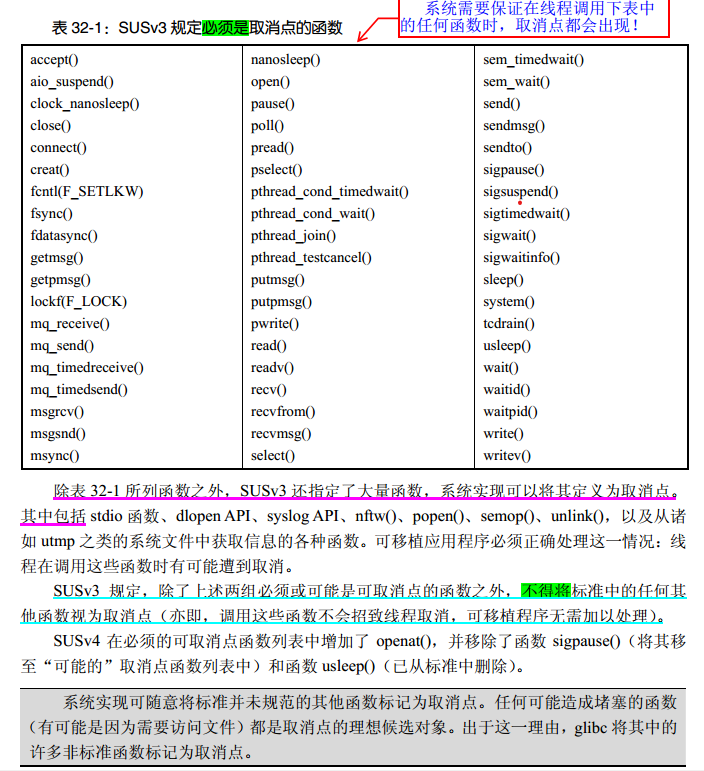 系统需要保证在线程调用下表中
的任何函数时，取消点都会出现！
表 32-1：SUSv3 规定必须是取消点的函数
accept()
aio_suspend()
clock_nanosleep()
close()
connect()
creat()
fcntl(F_SETLKW)
fsync()
fdatasync()
getmsg()
getpmsg()
lockf(F_LOCK)
mq_receive()
mq_send()
mq_timedreceive()
mq_timedsend()
msgrcv()
msgsnd()
msync()
nanosleep()
open()
pause()
poll()
pread()
pselect()
pthread_cond_timedwait()
pthread_cond_wait()
pthread_join()
pthread_testcancel()
putmsg()
putpmsg()
pwrite()
read()
readv()
recv()
recvfrom()
recvmsg()
select()
sem_timedwait()
sem_wait()
send()
sendmsg()
sendto()
sigpause()
sigsuspend()
sigtimedwait()
sigwait()
sigwaitinfo()
sleep()
system()
tcdrain()
usleep()
wait()
waitid()
waitpid()
write()
writev()
除表 32-1 所列函数之外，SUSv3 还指定了大量函数，系统实现可以将其定义为取消点。
其中包括 stdio 函数、dlopen API、syslog API、nftw()、popen()、semop()、unlink()，以及从诸
如 utmp 之类的系统文件中获取信息的各种函数。可移植应用程序必须正确处理这一情况：线
程在调用这些函数时有可能遭到取消。
SUSv3 规定，除了上述两组必须或可能是可取消点的函数之外，不得将标准中的任何其
他函数视为取消点（亦即，调用这些函数不会招致线程取消，可移植程序无需加以处理）。
SUSv4 在必须的可取消点函数列表中增加了 openat()，并移除了函数 sigpause()（将其移
至“可能的”取消点函数列表中）和函数 usleep()（已从标准中删除）。
系统实现可随意将标准并未规范的其他函数标记为取消点。任何可能造成堵塞的函数
（有可能是因为需要访问文件）都是取消点的理想候选对象。出于这一理由，glibc 将其中的
许多非标准函数标记为取消点。